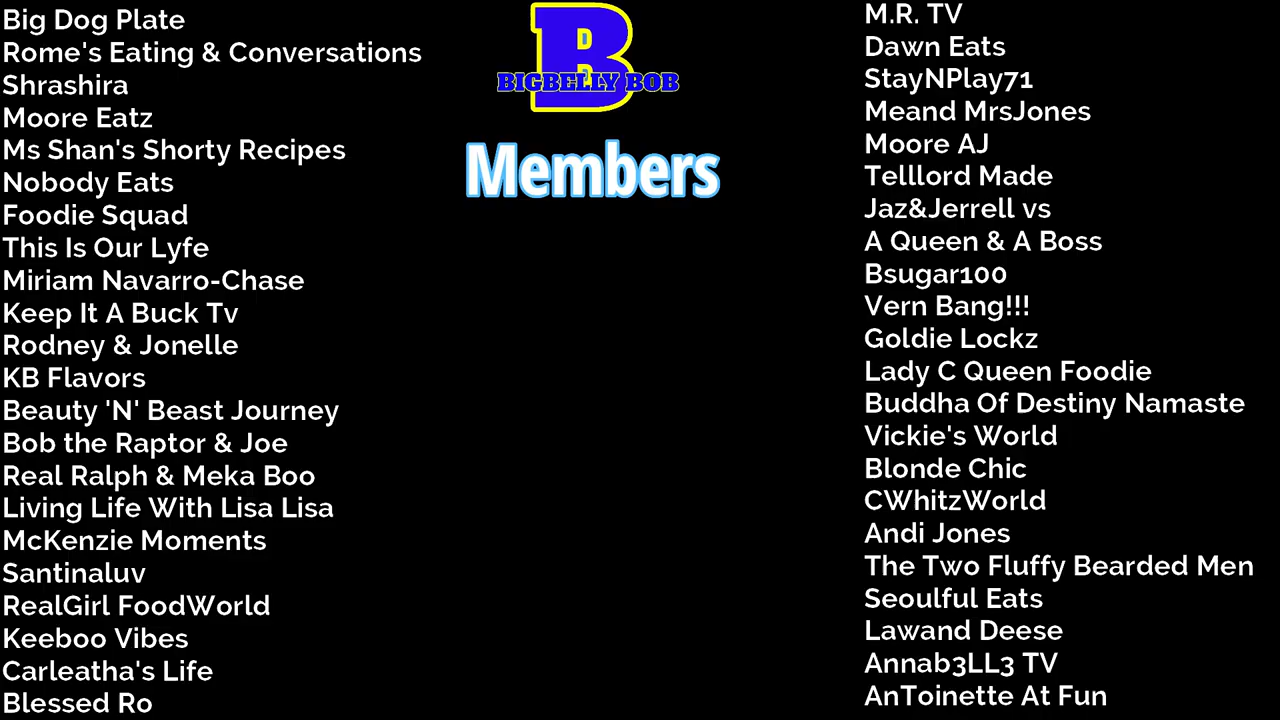 Big Dog Plate
Rome's Eating & Conversations
Shrashira
Moore Eatz
Ms Shan's Shorty Recipes
Nobody Eats
Foodie Squad
This Is Our Lyfe
Miriam Navarro-Chase
Keep It A Buck Tv
Rodney & Jonelle
KB Flavors
Beauty 'N' Beast Journey
Bob the Raptor & Joe
Real Ralph & Meka Boo
Living Life With Lisa Lisa
McKenzie Moments
Santinaluv
RealGirl FoodWorld
Keeboo Vibes
Carleatha's Life
Blessed Ro
B
BIGBELLY BOB
Members
M.R. TV
Dawn Eats
StayNPlay71
Meand MrsJones
Moore AJ
Telllord Made
Jaz&Jerrell vs
A Queen & A Boss
Bsugar100
Vern Bang!!!
Goldie Lockz
Lady C Queen Foodie
Buddha Of Destiny Namaste
Vickie's World
Blonde Chic
CWhitzWorld
Andi Jones
The Two Fluffy Bearded Men
Seoulful Eats
Lawand Deese
Annab3LL3 TV
AnToinette At Fun